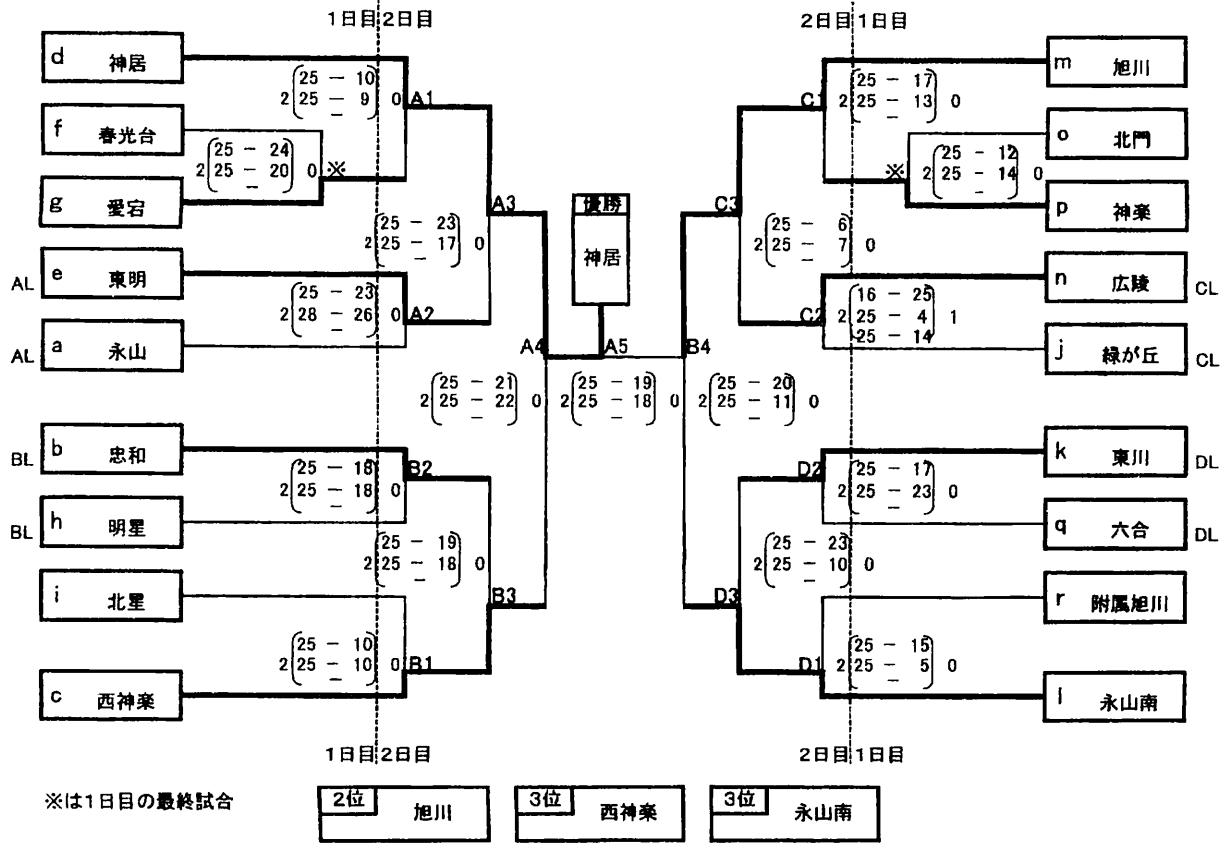 1日目 2日目
2日目 1日目
d 神居
25 - 10
2 25 - 9 0 A1
-
f 春光台
25 - 24
2 25 - 20 0 ※
-
g 愛宕
A3
25 - 23
2 25 - 17 0
-
AL e 東明
25 - 23
2 28 - 26 0 A2
-
AL a 永山
A4
25 - 21
2 25 - 22 0
-
BL b 忠和
25 - 18
2 25 - 18 0 B2
-
BL h 明星
25 - 19
2 25 - 18 0
-
B3
i 北星
25 - 10
2 25 - 10 0 B1
-
c 西神楽
優勝
神居
A5
25 - 19
2 25 - 18 0
-
m 旭川
C1 25 - 17
2 25 - 13 0
-
o 北門
※ 25 - 12
2 25 - 14 0
-
p 神楽
C3
25 - 6
2 25 - 7 0
-
n 広陵 CL
16 - 25
C2 2 25 - 4 1
25 - 14
j 緑が丘 CL
B4
25 - 20
2 25 - 11 0
-
k 東川 DL
D2 25 - 17
2 25 - 23 0
-
q 六合 DL
25 - 23
2 25 - 10 0
-
D3
r 附属旭川
25 - 15
D1 2 25 - 5 0
-
l 永山南
1日目 2日目
2日目 1日目
※は1日目の最終試合
2位 旭川
3位 西神楽
3位 永山南